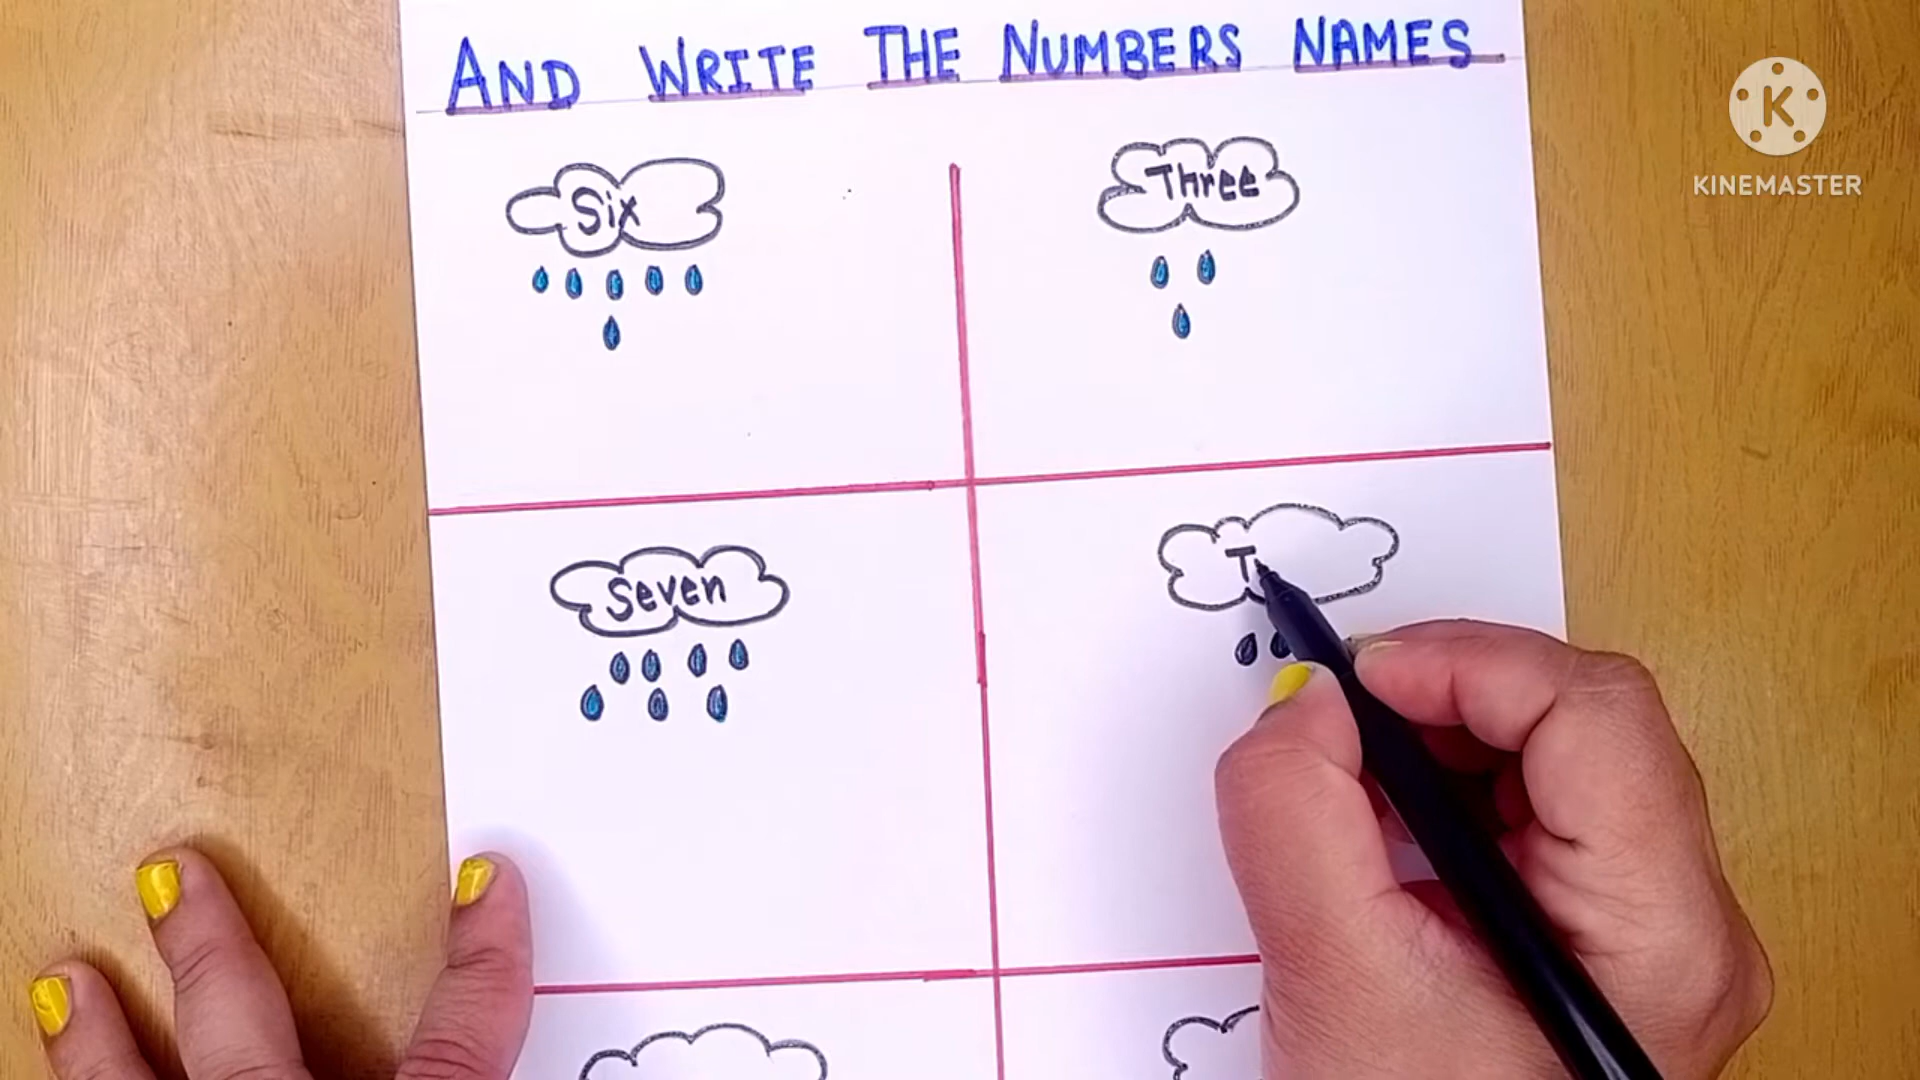 AND WRITE THE NUMBERS NAMES
K
KINEMASTER
Six
Three
Seven
T